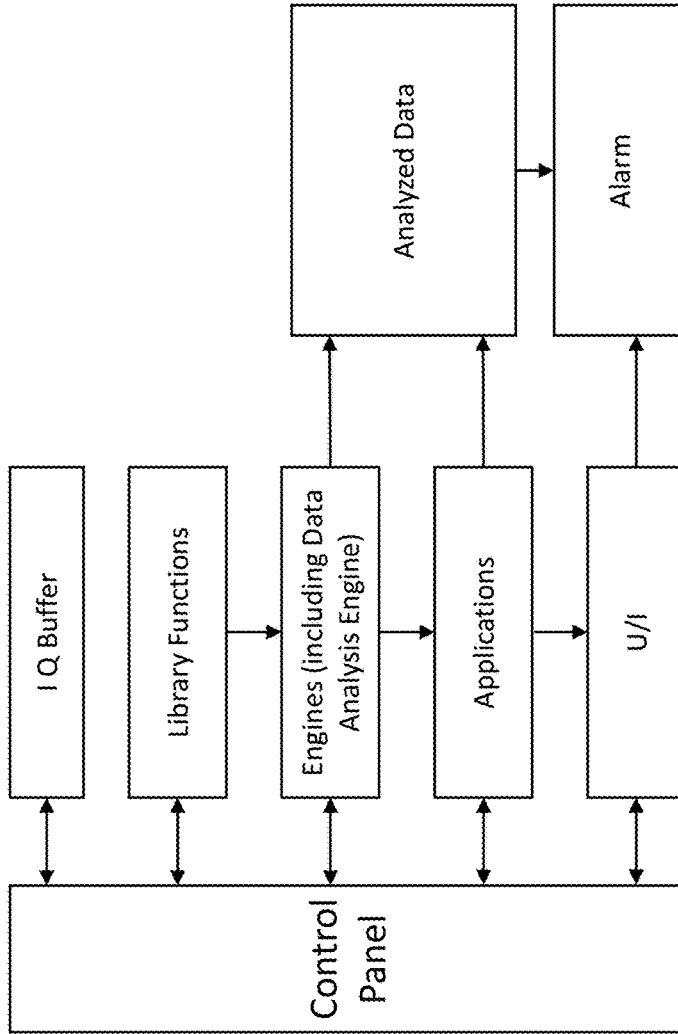 Control
Panel
I Q Buffer
Library Functions
Engines (including Data
Analysis Engine)
Applications
U/I
Analyzed Data
Alarm